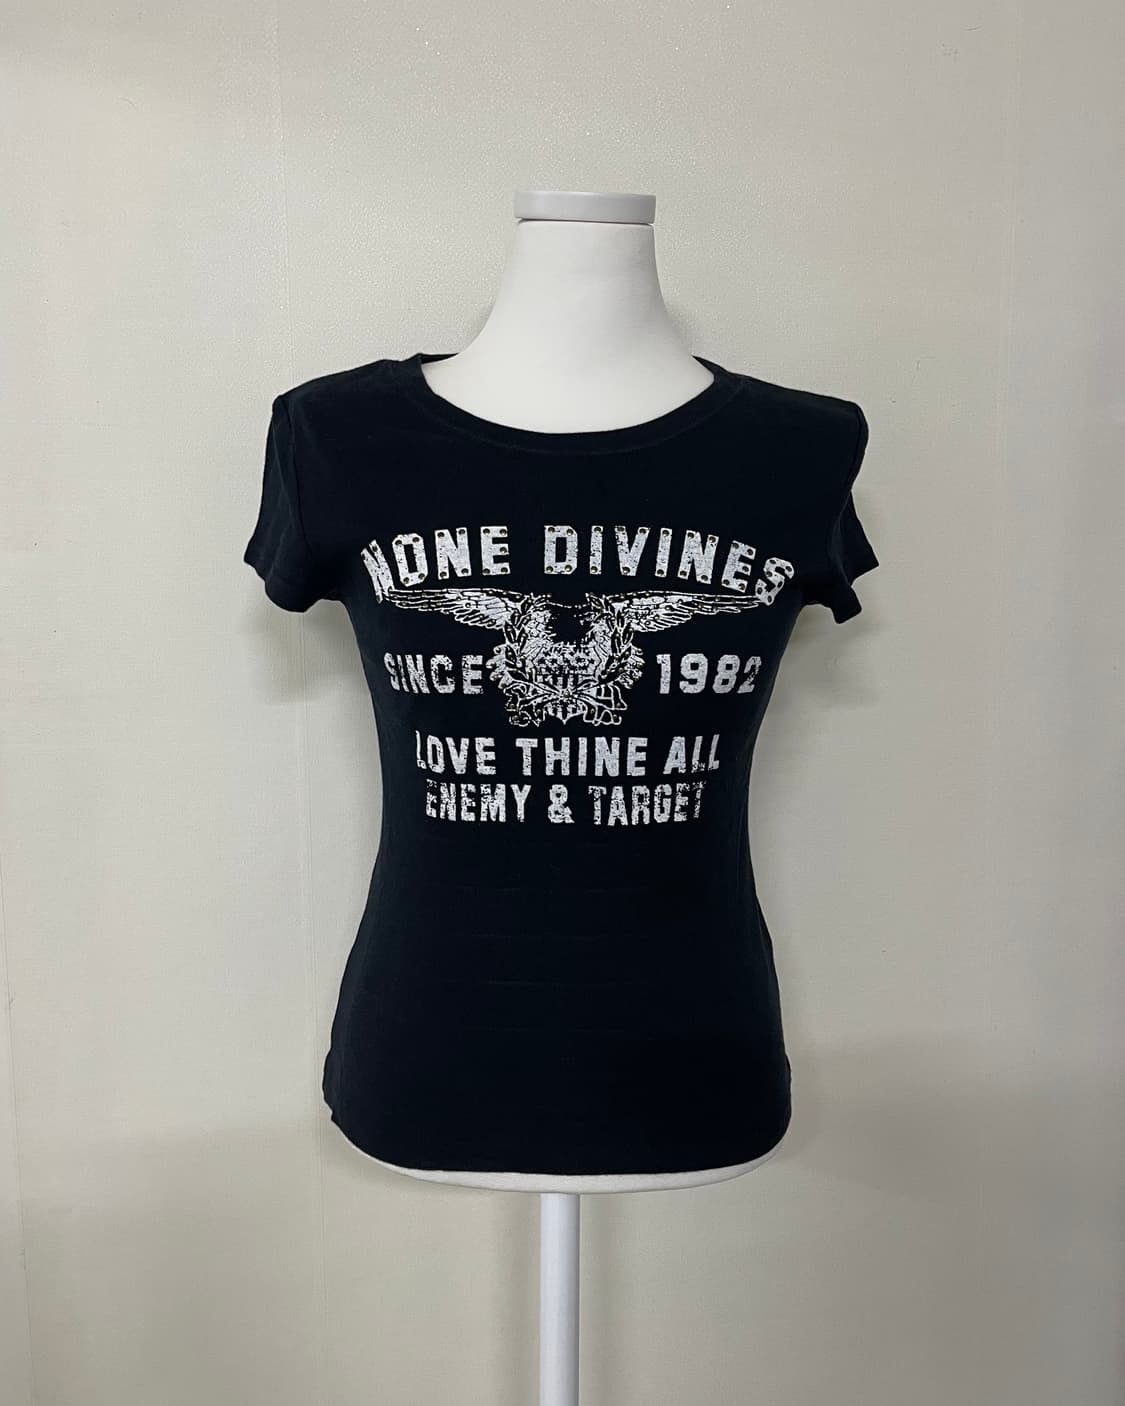 NONE DIVINES
SINCE 1982
LOVE THINE ALL
ENEMY & TARGET